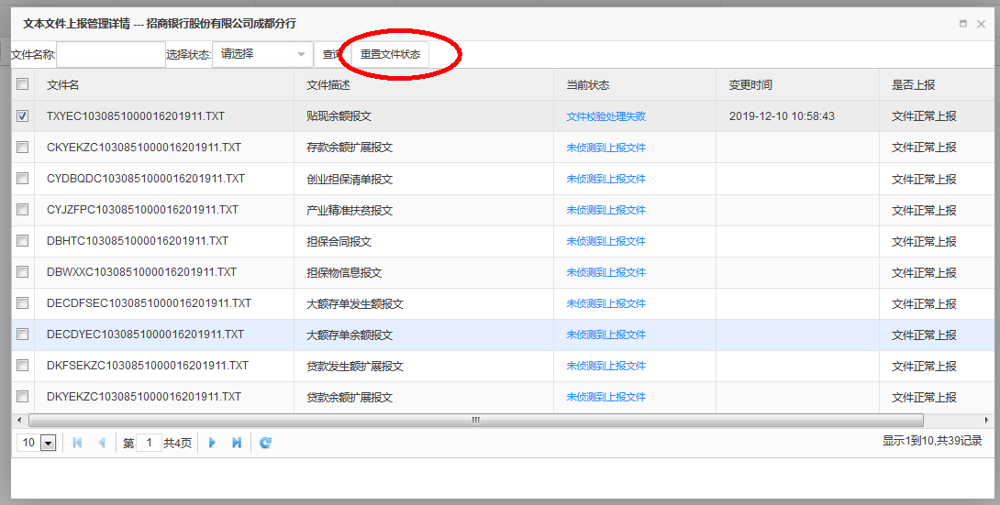 文本文件上报管理详情 --- 招商银行股份有限公司成都分行
文件名称: 选择状态: 请选择 查询 重置文件状态
文件名 文件描述 当前状态 变更时间 是否上报
TXYEC1030851000016201911.TXT 贴现余额报文 文件校验处理失败 2019-12-10 10:58:43 文件正常上报
CKYEKZC1030851000016201911.TXT 存款余额扩展报文 未侦测到上报文件 文件正常上报
CYDBQDC1030851000016201911.TXT 创业担保清单报文 未侦测到上报文件 文件正常上报
CYJZFPC1030851000016201911.TXT 产业精准扶贫报文 未侦测到上报文件 文件正常上报
DBHTC1030851000016201911.TXT 担保合同报文 未侦测到上报文件 文件正常上报
DBWXXC1030851000016201911.TXT 担保物信息报文 未侦测到上报文件 文件正常上报
DECDFSEC1030851000016201911.TXT 大额存单发生额报文 未侦测到上报文件 文件正常上报
DECDYEC1030851000016201911.TXT 大额存单余额报文 未侦测到上报文件 文件正常上报
DKFSEKZC1030851000016201911.TXT 贷款发生额扩展报文 未侦测到上报文件 文件正常上报
DKYEKZC1030851000016201911.TXT 贷款余额扩展报文 未侦测到上报文件 文件正常上报
10 第 1 共4页 显示1到10,共39记录